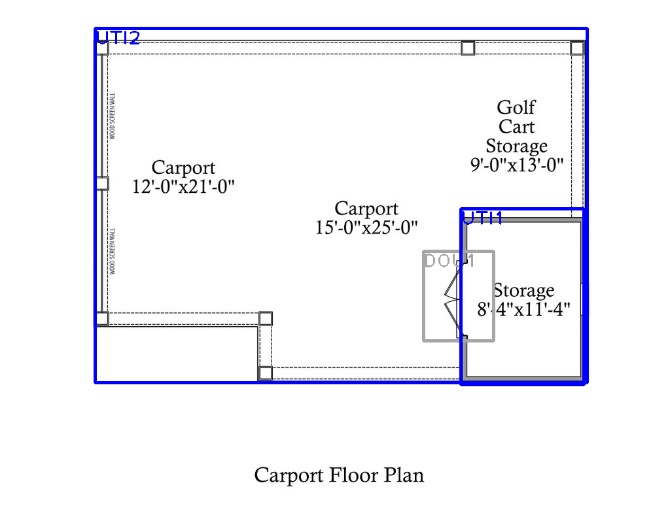 UTI2
WOOD SCREEN WALL
Golf
Cart
Storage
9'-0"x13'-0"
Carport
12'-0"x21'-0"
Carport
15'-0"x25'-0"
UTI1
WOOD SCREEN WALL
DOU1
Storage
8'-4"x11'-4"
Carport Floor Plan